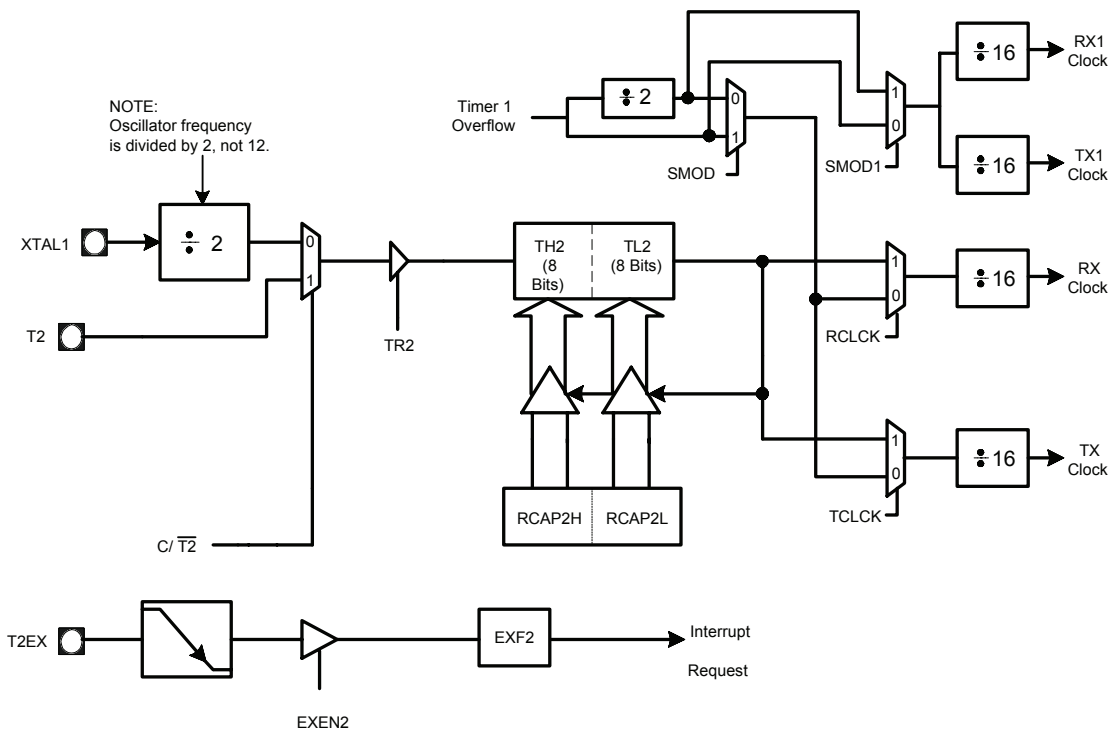 RX1
Clock
÷ 16
÷ 2
Timer 1
Overflow
0
1
1
0
SMOD
SMOD1
÷ 16
TX1
Clock
NOTE:
Oscillator frequency
is divided by 2, not 12.
XTAL1
÷ 2
0
1
T2
TR2
TH2
(8
Bits)
TL2
(8 Bits)
1
0
RCLCK
÷ 16
RX
Clock
1
0
TCLCK
÷ 16
TX
Clock
RCAP2H
RCAP2L
C/ T2̅
T2EX
EXEN2
EXF2
Interrupt
Request